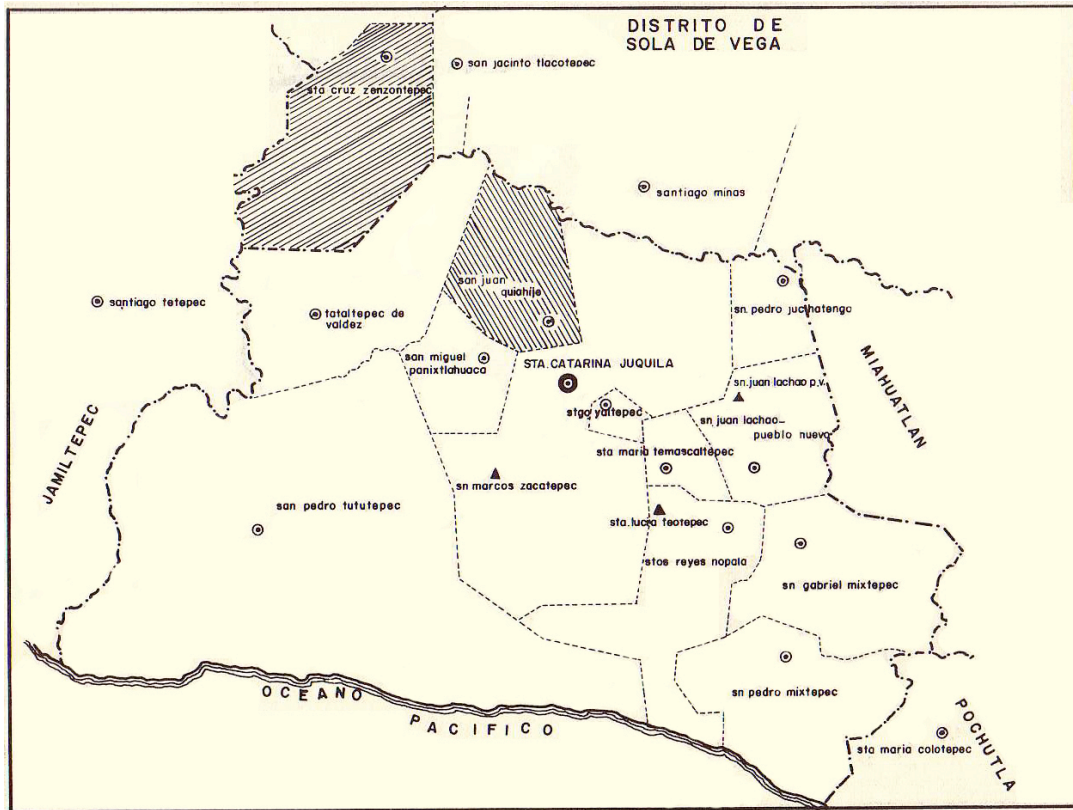 DISTRITO DE
SOLA DE VEGA
san jacinto tlacotepec
sta cruz zenzontepec
santiago minas
san juan
quiahije
sn. pedro juchatengo
santiago tetepec
tataltepec de
valdez
san miguel
panixtlahuaca
STA. CATARINA JUQUILA
MIAHUATLAN
sn. juan lachao p.v.
stgo yaitepec
sn. juan lachao-
pueblo nuevo
JAMILTEPEC
sta maria temascaltepec
sn marcos zacatepec
san pedro tututepec
sta. lucia teotepec
stos reyes nopala
sn gabriel mixtepec
sn pedro mixtepec
OCEANO
PACIFICO
POCHUTLA
sta maria colotepec